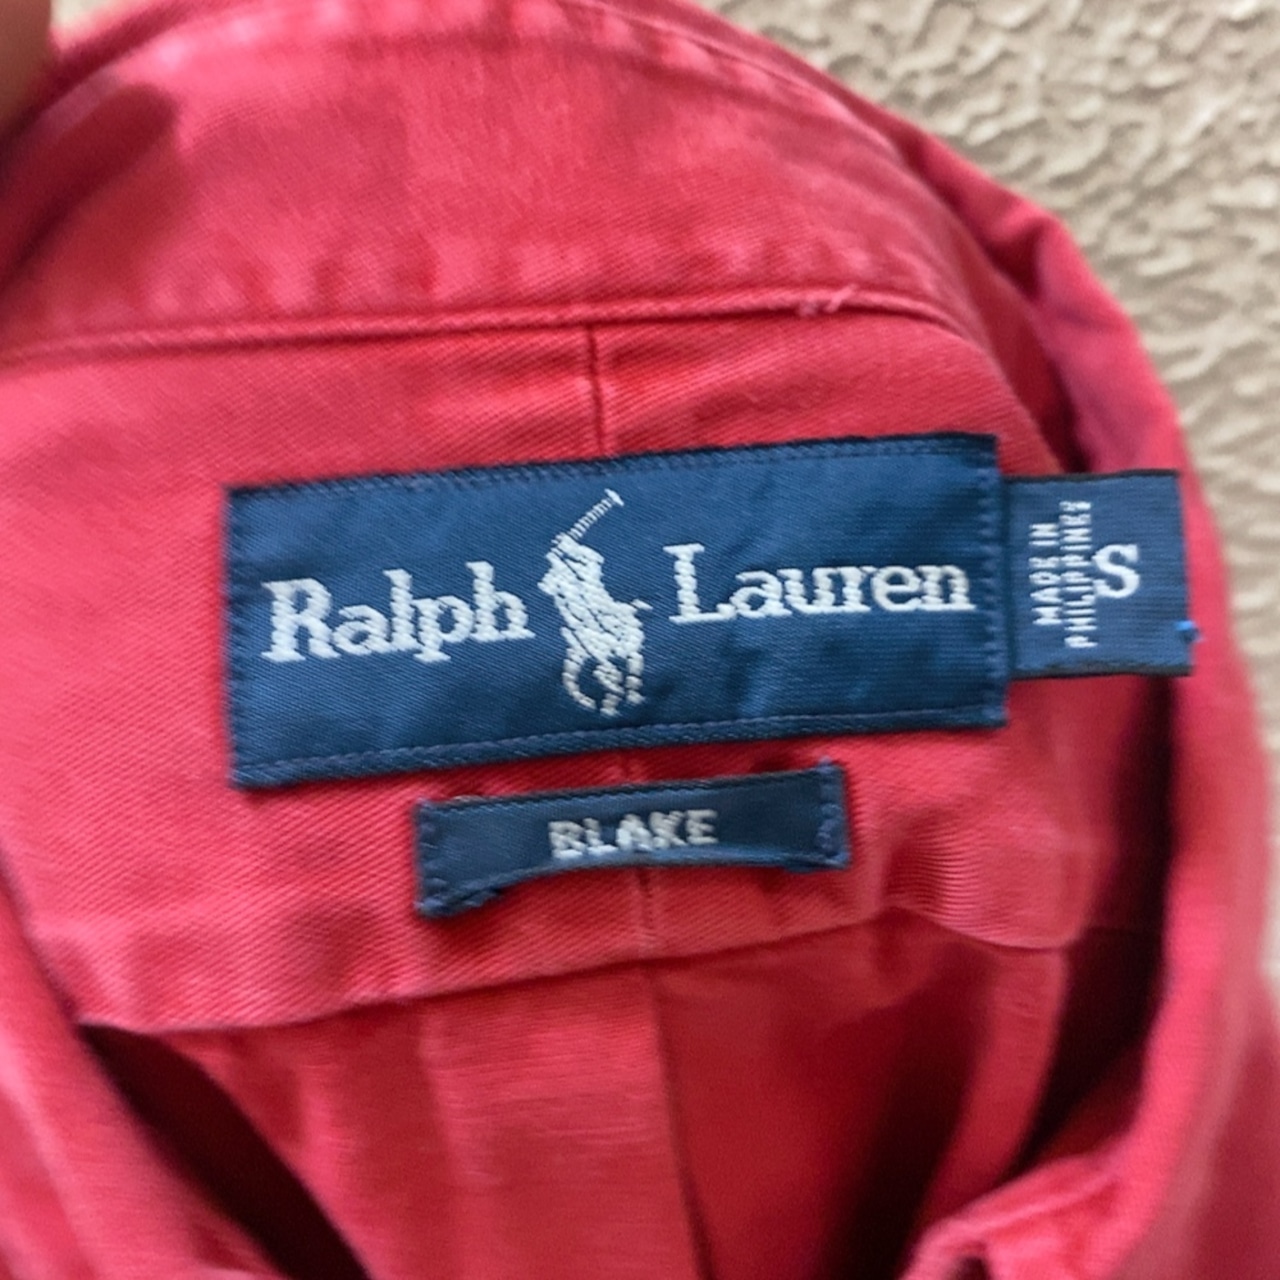 Ralph Lauren
MADE IN
PHILIPPINES
S
BLAKE